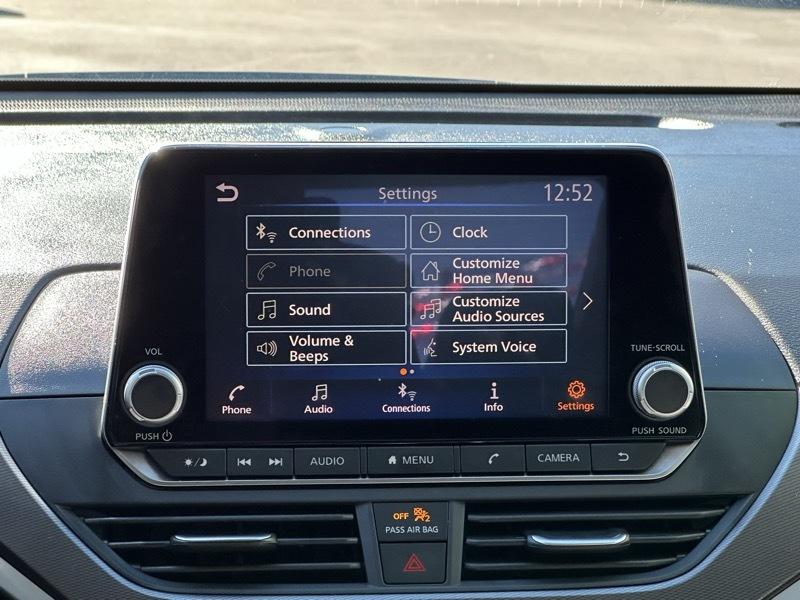 Settings 12:52
Connections Clock
Phone Customize
Home Menu
Sound Customize
Audio Sources
Volume &
Beeps System Voice
Phone Audio Connections Info Settings
VOL TUNE·SCROLL
PUSH PUSH SOUND
AUDIO MENU CAMERA
OFF 2
PASS AIR BAG